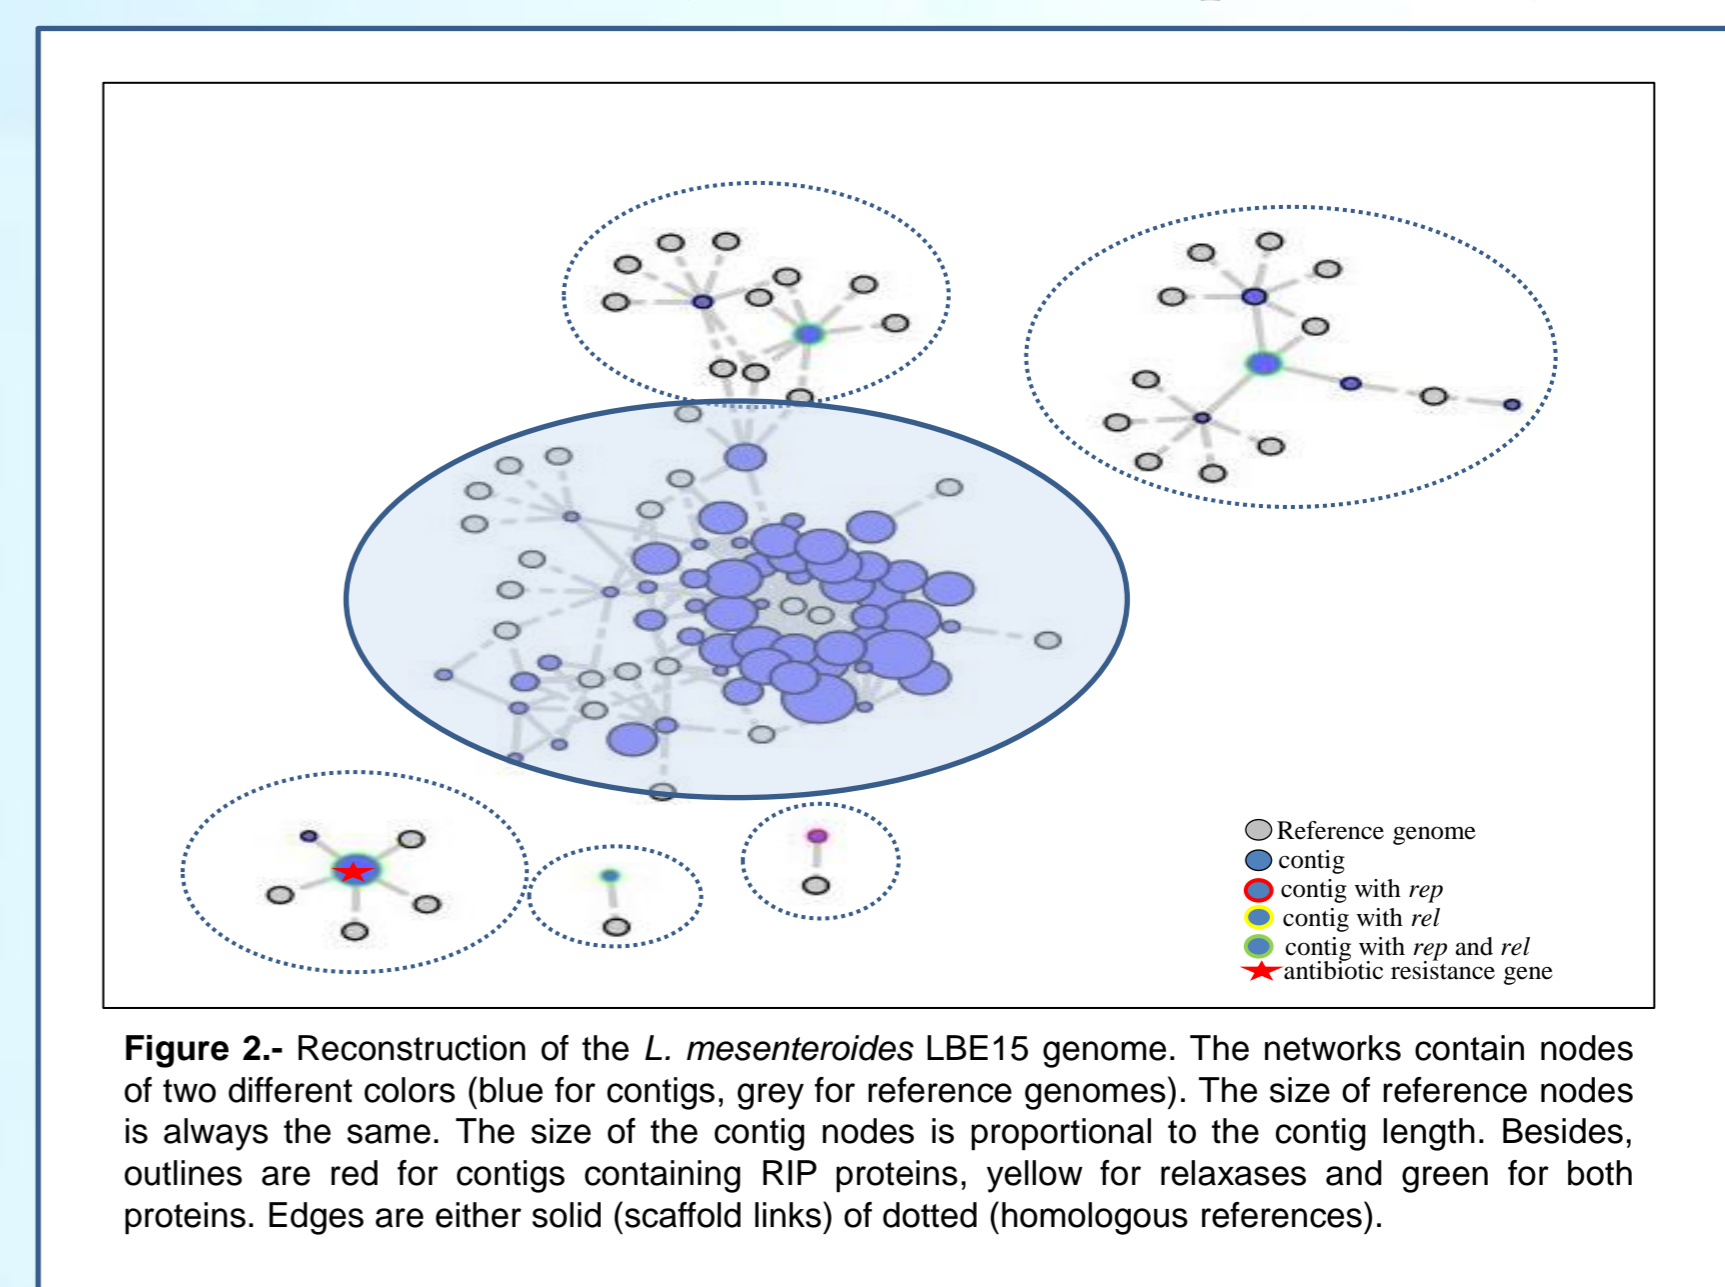 Reference genome
contig
contig with rep
contig with rel
contig with rep and rel
antibiotic resistance gene
Figure 2.- Reconstruction of the L. mesenteroides LBE15 genome. The networks contain nodes
of two different colors (blue for contigs, grey for reference genomes). The size of reference nodes
is always the same. The size of the contig nodes is proportional to the contig length. Besides,
outlines are red for contigs containing RIP proteins, yellow for relaxases and green for both
proteins. Edges are either solid (scaffold links) of dotted (homologous references).